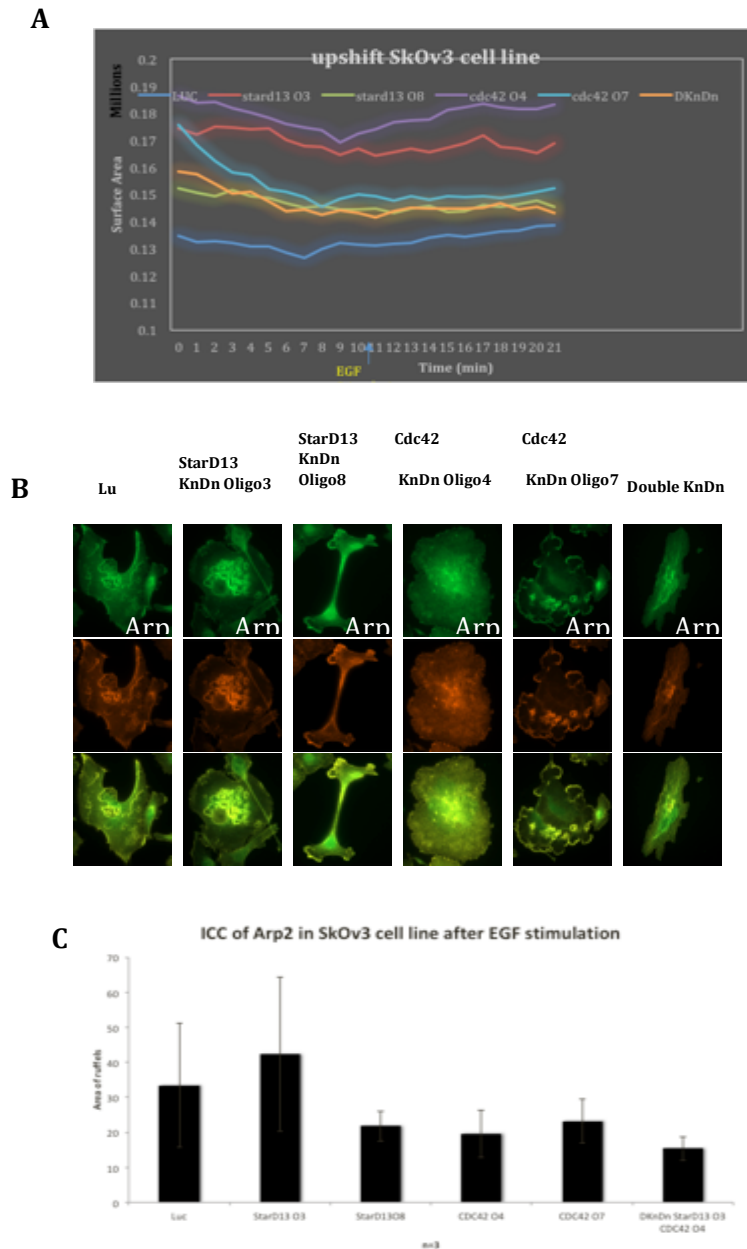 A
upshift SkOv3 cell line
Millions
Surface Area
0.2
0.19
0.18
0.17
0.16
0.15
0.14
0.13
0.12
0.11
0.1
LUC stard13 O3 stard13 O8 cdc42 O4 cdc42 O7 DKnDn
0 1 2 3 4 5 6 7 8 9 10 11 12 13 14 15 16 17 18 19 20 21
EGF
Time (min)
B
Lu
StarD13
KnDn Oligo3
StarD13
KnDn
Oligo8
Cdc42
KnDn Oligo4
Cdc42
KnDn Oligo7
Double KnDn
Arp Arp Arp Arp Arp Arp
C
ICC of Arp2 in SkOv3 cell line after EGF stimulation
Area of ruffels
70
60
50
40
30
20
10
0
Luc StarD13 O3 StarD13O8 CDC42 O4 CDC42 O7 DKnDn StarD13 O3
CDC42 O4
n=3